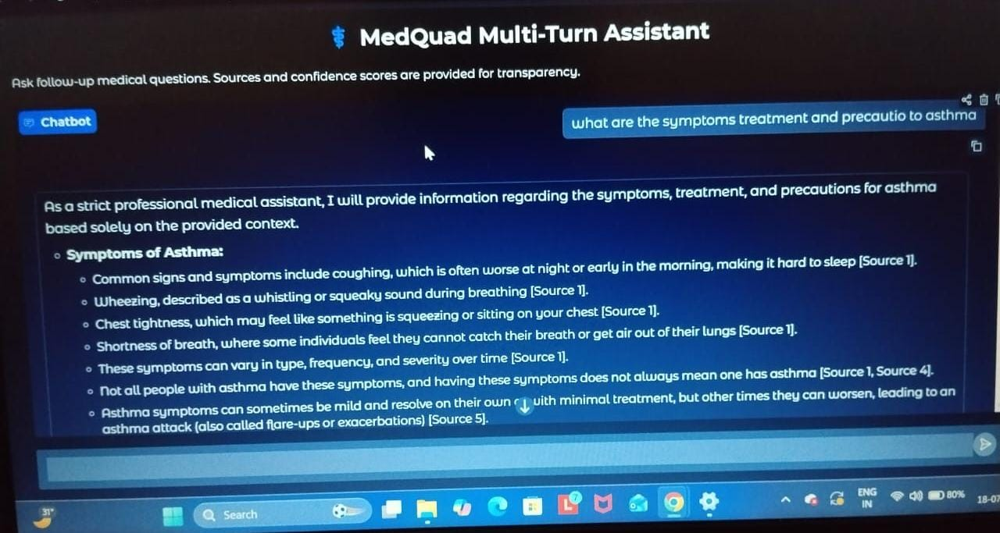 MedQuad Multi-Turn Assistant
Ask follow-up medical questions. Sources and confidence scores are provided for transparency.
Chatbot
what are the symptoms treatment and precautio to asthma
As a strict professional medical assistant, I will provide information regarding the symptoms, treatment, and precautions for asthma
based solely on the provided context.
Symptoms of Asthma:
Common signs and symptoms include coughing, which is often worse at night or early in the morning, making it hard to sleep [Source 1].
Wheezing, described as a whistling or squeaky sound during breathing [Source 1].
Chest tightness, which may feel like something is squeezing or sitting on your chest [Source 1].
Shortness of breath, where some individuals feel they cannot catch their breath or get air out of their lungs [Source 1].
These symptoms can vary in type, frequency, and severity over time [Source 1].
Not all people with asthma have these symptoms, and having these symptoms does not always mean one has asthma [Source 1, Source 4].
Asthma symptoms can sometimes be mild and resolve on their own with minimal treatment, but other times they can worsen, leading to an
asthma attack (also called flare-ups or exacerbations) [Source 5].
31°
Search
L
7
ENG
IN
80%
18-07